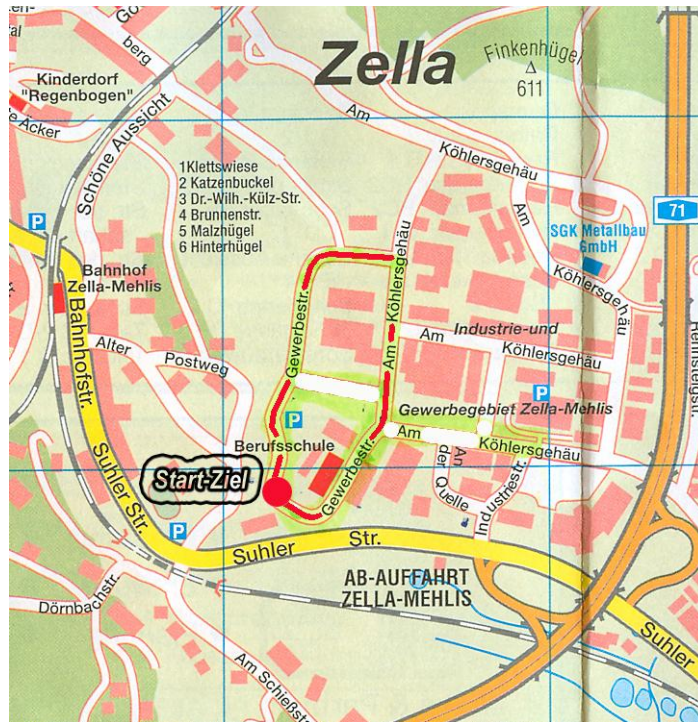 Zella
Finkenhügel
611
berg
Kinderdorf
"Regenbogen"
Äcker
Schöne Aussicht
Am
Köhlersgehäu
1Klettswiese
2 Katzenbuckel
3 Dr.-Wilh.-Külz-Str.
4 Brunnenstr.
5 Malzhügel
6 Hinterhügel
Am
Köhlersgehäu
71
SGK Metallbau
GmbH
P
Bahnhof
Zella-Mehlis
Bahnhofstr.
Alter
Postweg
Gewerbestr.
Am Köhlersgehäu
Am
Industrie-und
Köhlersgehäu
P
P
Gewerbegebiet Zella-Mehlis
Am
Köhlersgehäu
Berufsschule
Gewerbestr.
An
der Quelle
Industriestr.
Start-Ziel
Suhler Str.
P
Suhler
Str.
AB-AUFFAHRT
ZELLA-MEHLIS
Suhler
Dörnbachstr.
Am Schießst